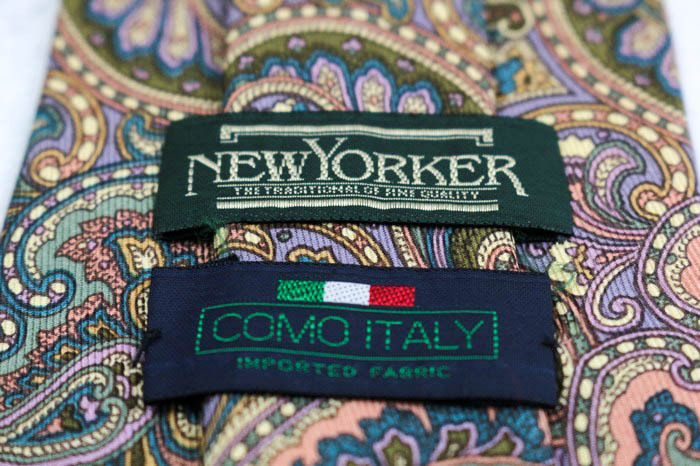 NEWYORKER
THE TRADITIONAL OF FINE QUALITY
COMO ITALY
IMPORTED FABRIC